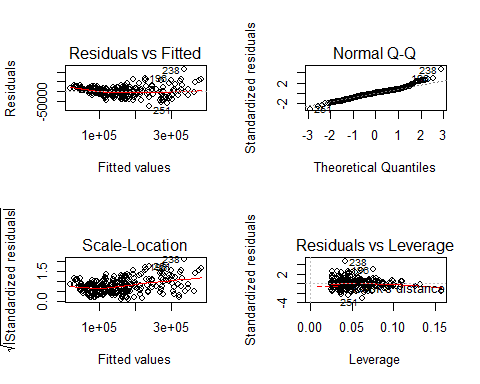 Residuals vs Fitted
Residuals
-50000
238
196
251
1e+05 3e+05
Fitted values
Normal Q-Q
Standardized residuals
-2 2
238
251
-3 -2 -1 0 1 2 3
Theoretical Quantiles
Scale-Location
√|Standardized residuals|
0.0 1.5
238
1e+05 3e+05
Fitted values
Residuals vs Leverage
Standardized residuals
-4 2
238
251
distance
0.00 0.05 0.10 0.15
Leverage